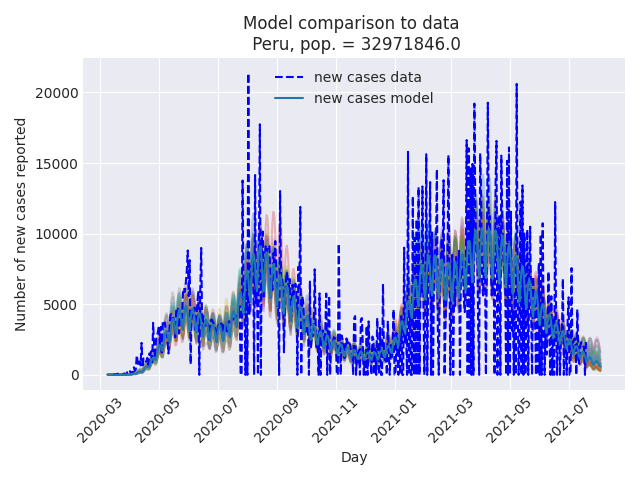 Model comparison to data
Peru, pop. = 32971846.0
new cases data
new cases model
Number of new cases reported
20000
15000
10000
5000
0
2020-03
2020-05
2020-07
2020-09
2020-11
2021-01
2021-03
2021-05
2021-07
Day